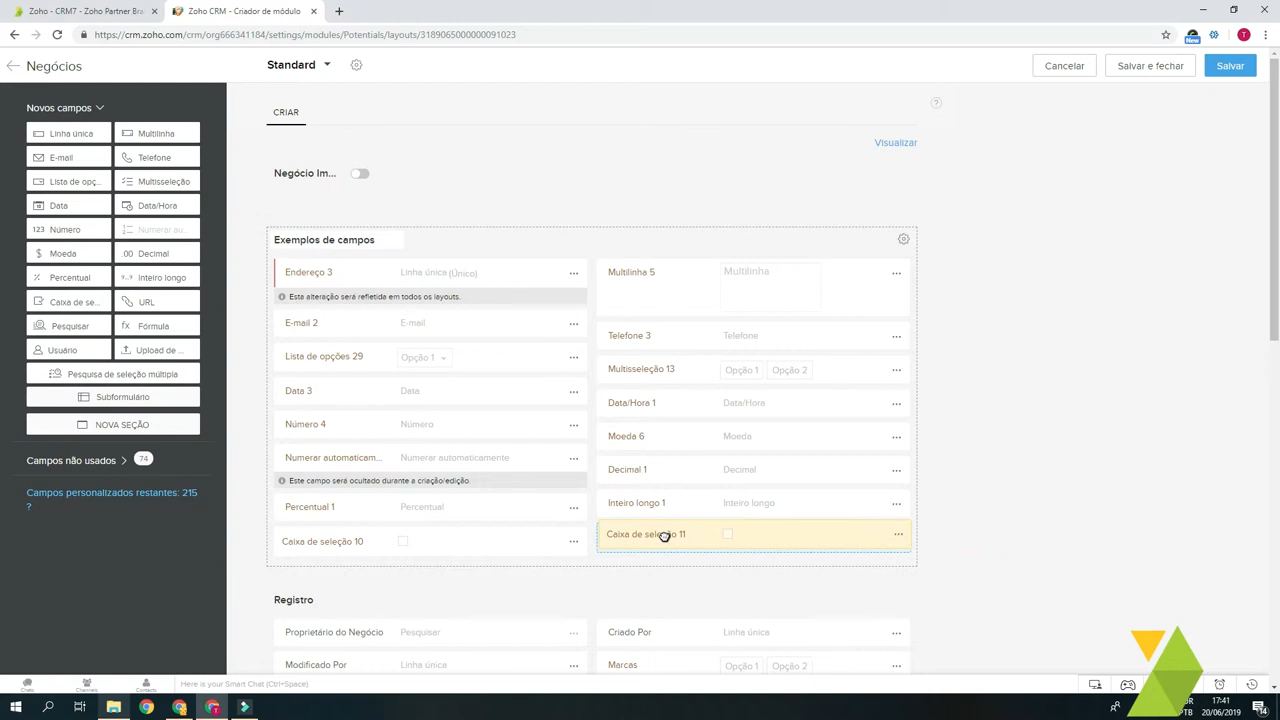 Zoho - CRM7 - Zoho Partner Bra
Zoho CRM - Criador de módulo
https://crm.zoho.com/crm/org666341184/settings/modules/Potentials/layouts/3189065000000091023
New
T
Negócios
Standard
Cancelar
Salvar e fechar
Salvar
Novos campos
Linha única
Multilinha
E-mail
Telefone
Lista de opç...
Multisseleção
Data
Data/Hora
123 Número
Numerar au...
$ Moeda
.00 Decimal
Percentual
Inteiro longo
Caixa de se...
URL
Pesquisar
fx Fórmula
Usuário
Upload de ...
Pesquisa de seleção múltipla
Subformulário
NOVA SEÇÃO
Campos não usados 74
Campos personalizados restantes: 215
?
CRIAR
?
Visualizar
Negócio Im...
Exemplos de campos
Endereço 3 Linha única (Único)
Esta alteração será refletida em todos os layouts.
E-mail 2 E-mail
Lista de opções 29 Opção 1
Data 3 Data
Número 4 Número
Numerar automaticam... Numerar automaticamente
Este campo será ocultado durante a criação/edição.
Percentual 1 Percentual
Caixa de seleção 10
Multilinha 5 Multilinha
Telefone 3 Telefone
Multisseleção 13 Opção 1 Opção 2
Data/Hora 1 Data/Hora
Moeda 6 Moeda
Decimal 1 Decimal
Inteiro longo 1 Inteiro longo
Caixa de seleção 11
Registro
Proprietário do Negócio Pesquisar
Criado Por Linha única
Modificado Por Linha única
Marcas Opção 1 Opção 2
Chats
Channels
Contacts
Here is your Smart Chat (Ctrl+Space)
17:41
PTB 20/06/2019
14